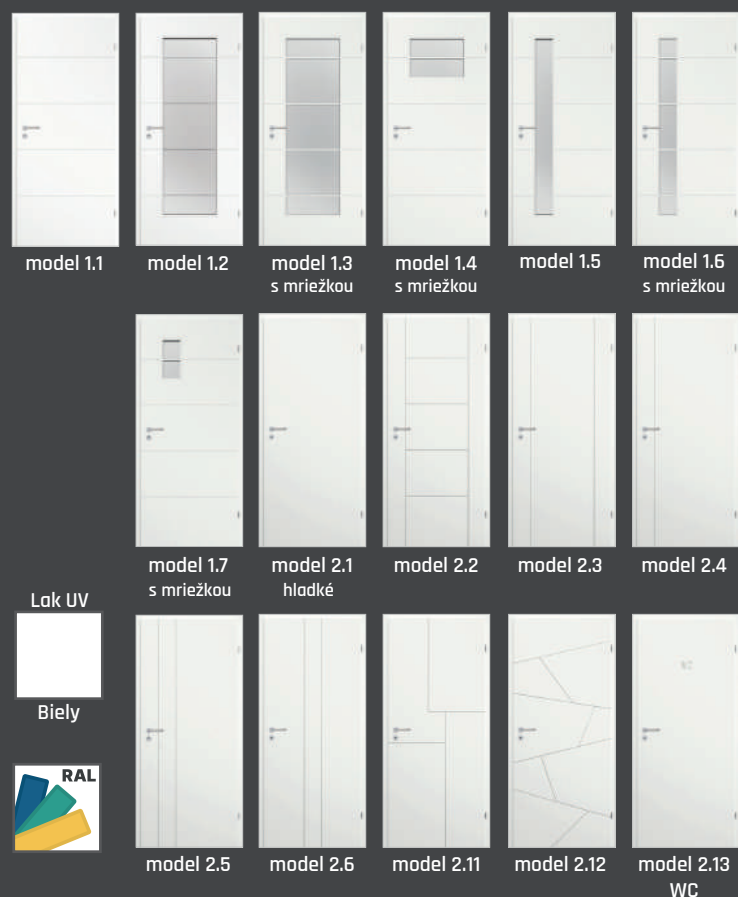 model 1.1
model 1.2
model 1.3
s mriežkou
model 1.4
s mriežkou
model 1.5
model 1.6
s mriežkou
model 1.7
s mriežkou
model 2.1
hladké
model 2.2
model 2.3
model 2.4
Lak UV
Biely
RAL
model 2.5
model 2.6
model 2.11
model 2.12
model 2.13
WC